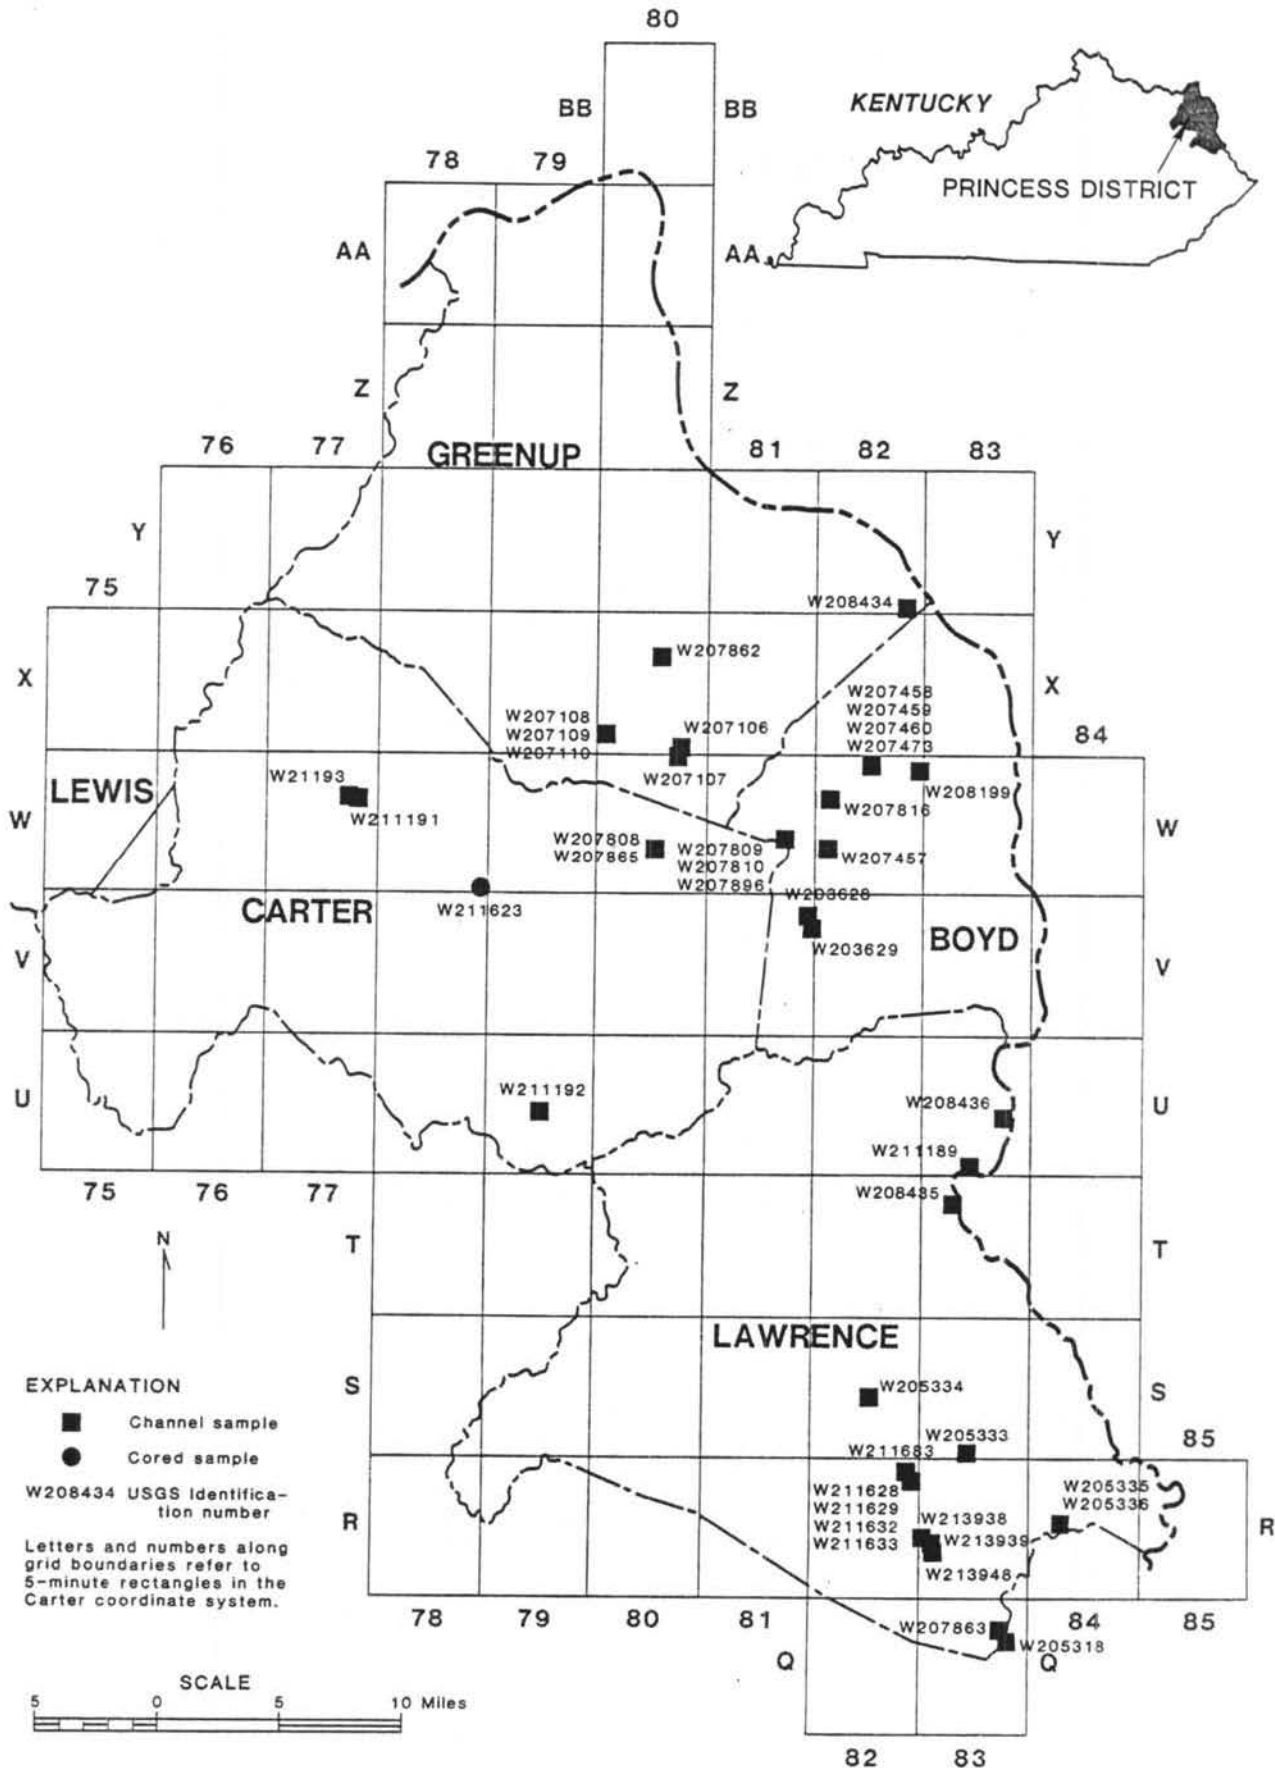 80
BB
BB
KENTUCKY
PRINCESS DISTRICT
78
79
AA
AA
Z
Z
76
77
GREENUP
81
82
83
Y
Y
75
W208434
X
X
W207862
W207458
W207459
W207460
W207473
W207108
W207109
W207110
W207106
W207107
84
LEWIS
W21193
W211191
W208199
W207816
W
W
W207808
W207865
W207809
W207810
W207896
W207457
CARTER
W211623
W203628
W203629
BOYD
V
V
U
U
W211192
W208436
W211189
W208435
75
76
77
N
T
T
LAWRENCE
EXPLANATION
Channel sample
Cored sample
W208434 USGS Identifica-
tion number
Letters and numbers along
grid boundaries refer to
5-minute rectangles in the
Carter coordinate system.
S
S
W205334
W205333
85
W211683
W211628
W211629
W211632
W211633
W205335
W205336
W213938
W213939
W213948
R
R
78
79
80
81
84
85
W207863
W205318
Q
Q
SCALE
5
0
5
10 Miles
82
83